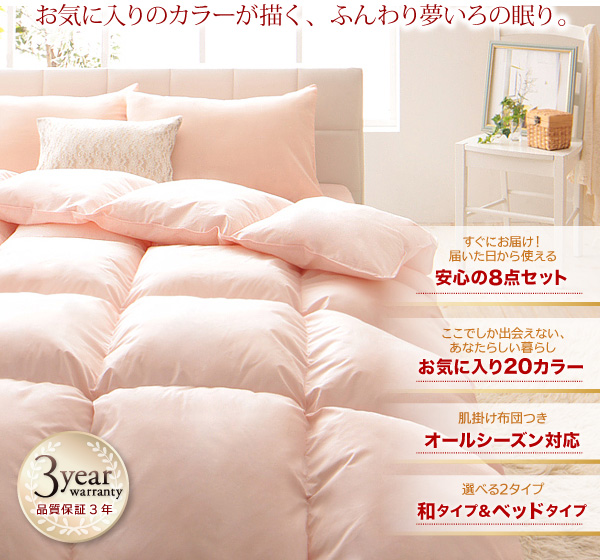 お気に入りのカラーが描く、ふんわり夢いろの眠り。
すぐにお届け！
届いた日から使える
安心の8点セット
ここでしか出会えない、
あなたらしい暮らし
お気に入り20カラー
肌掛け布団つき
オールシーズン対応
選べる2タイプ
和タイプ&ベッドタイプ
3year
warranty
品質保証3年